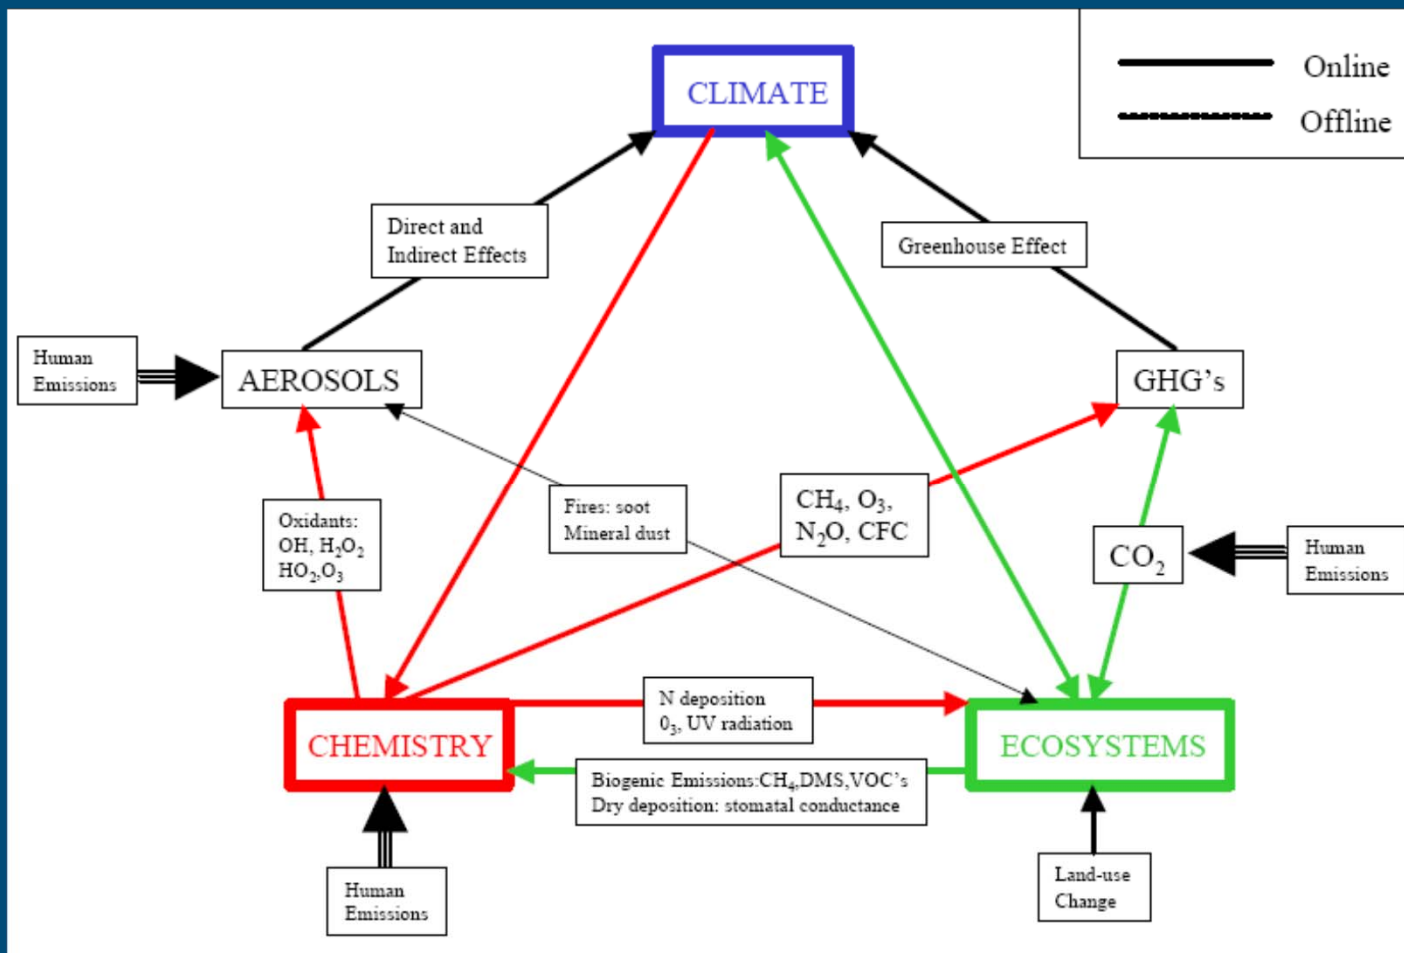 CLIMATE
Online
Offline
Direct and
Indirect Effects
Greenhouse Effect
Human
Emissions
AEROSOLS
GHG's
Fires: soot
Mineral dust
CH₄, O₃,
N₂O, CFC
Oxidants:
OH, H₂O₂
HO₂,O₃
CO₂
Human
Emissions
N deposition
0₃, UV radiation
CHEMISTRY
ECOSYSTEMS
Biogenic Emissions:CH₄,DMS,VOC's
Dry deposition: stomatal conductance
Human
Emissions
Land-use
Change